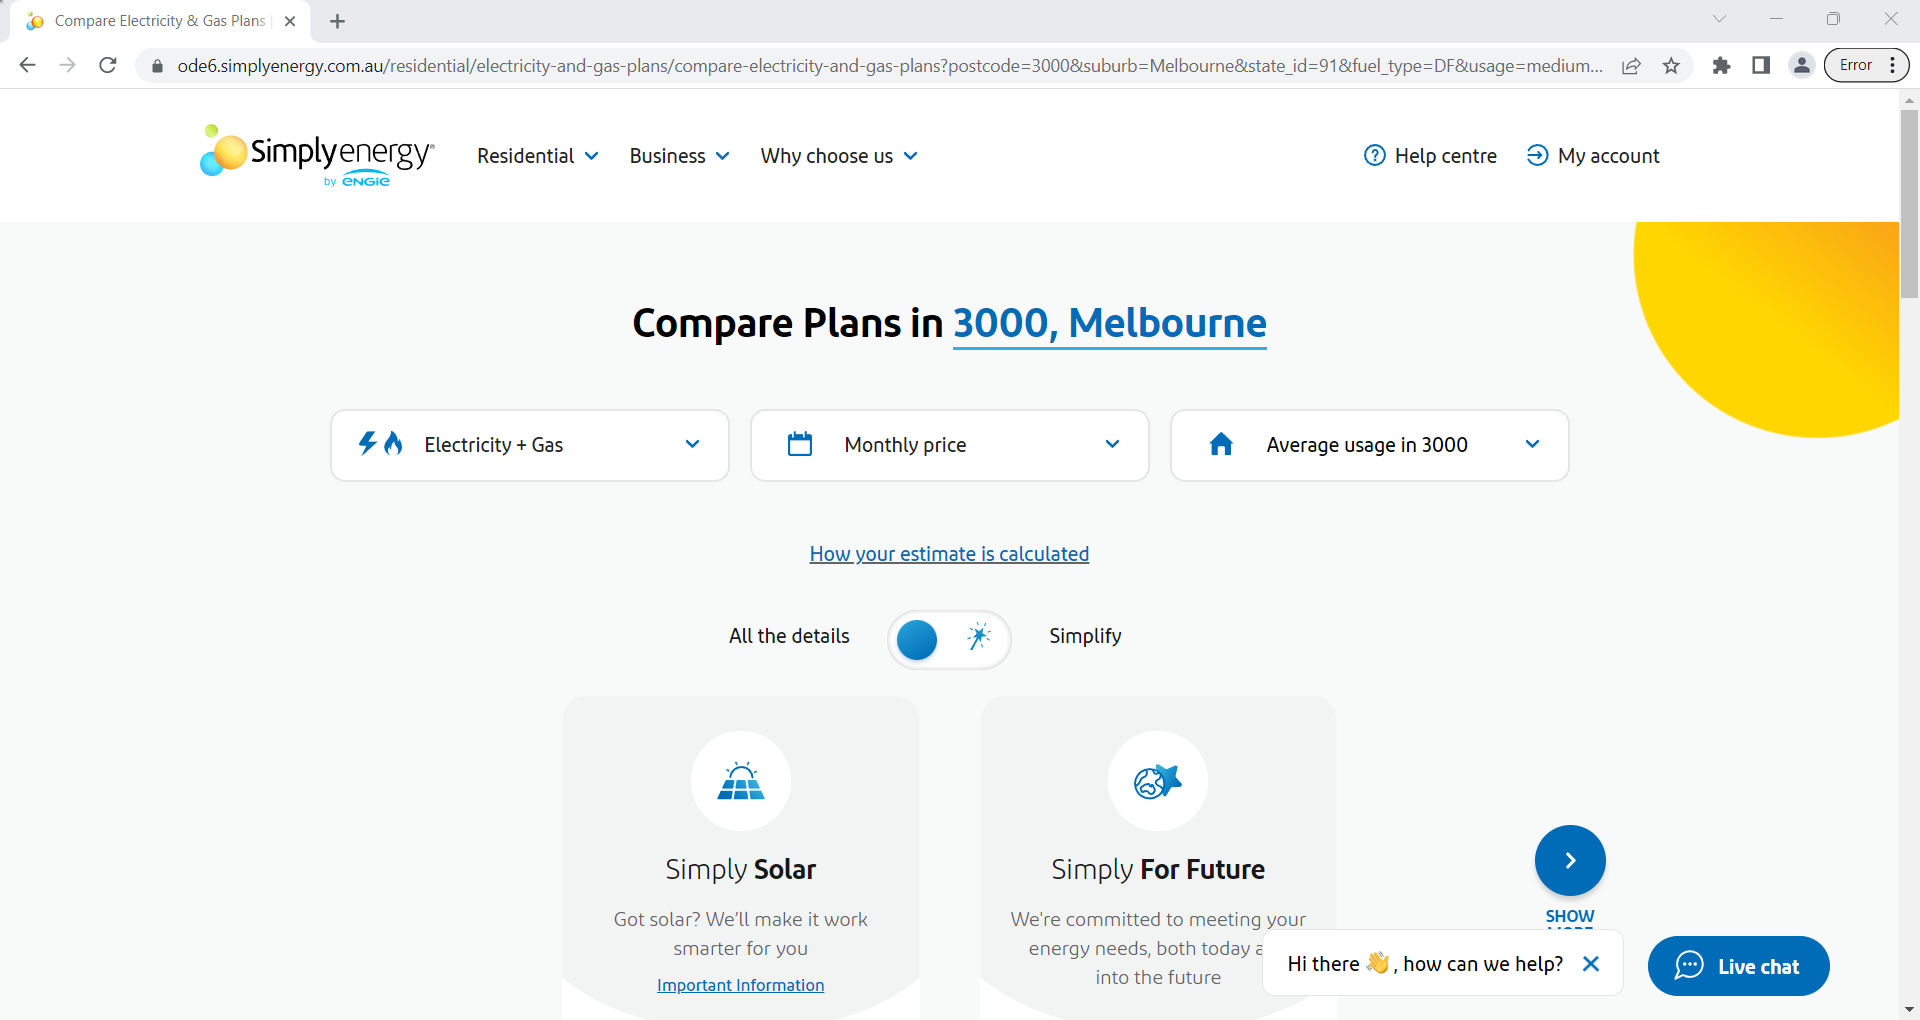 Compare Electricity & Gas Plans |
ode6.simplyenergy.com.au/residential/electricity-and-gas-plans/compare-electricity-and-gas-plans?postcode=3000&suburb=Melbourne&state_id=91&fuel_type=DF&usage=medium...
Error
Simplyenergy
by ENGIE
Residential
Business
Why choose us
Help centre
My account
Compare Plans in 3000, Melbourne
Electricity + Gas
Monthly price
Average usage in 3000
How your estimate is calculated
All the details
Simplify
Simply Solar
Got solar? We'll make it work
smarter for you
Important Information
Simply For Future
We're committed to meeting your
energy needs, both today a
into the future
SHOW
MORE
Hi there 👋, how can we help?
Live chat